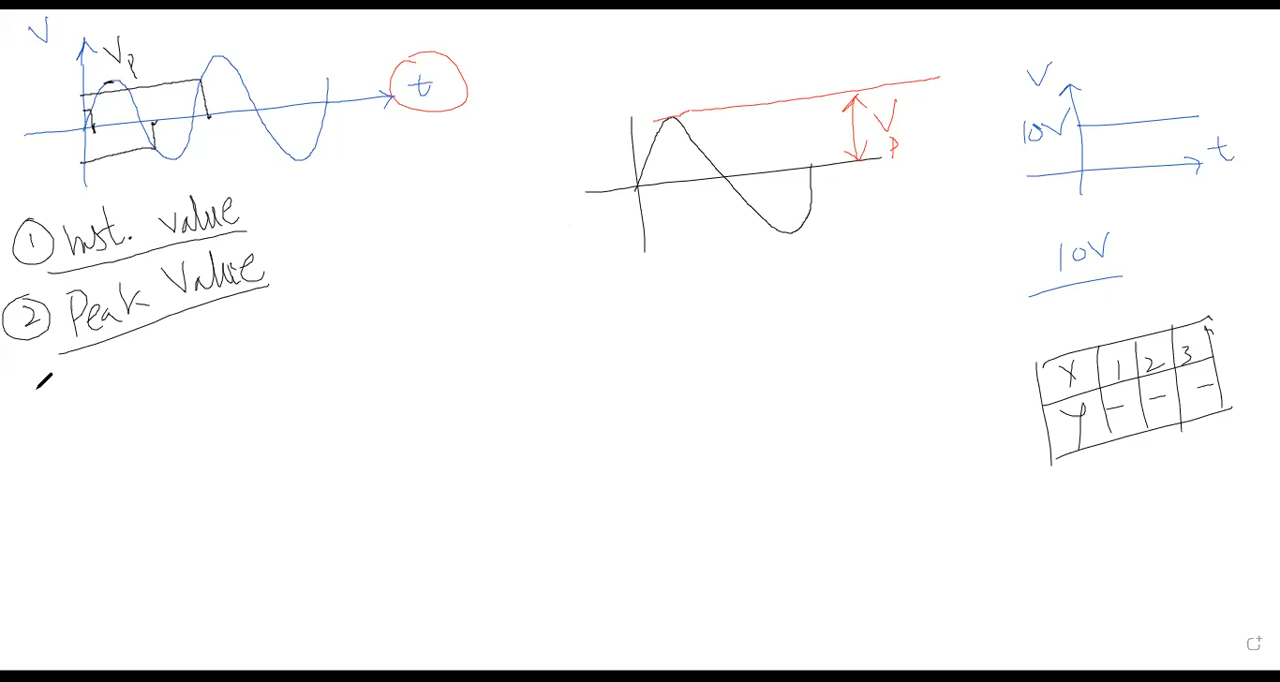 V
Vp
t
① Inst. value
② Peak Value
V
P
V
10V
t
10V
X 1 2 3
Y - - -